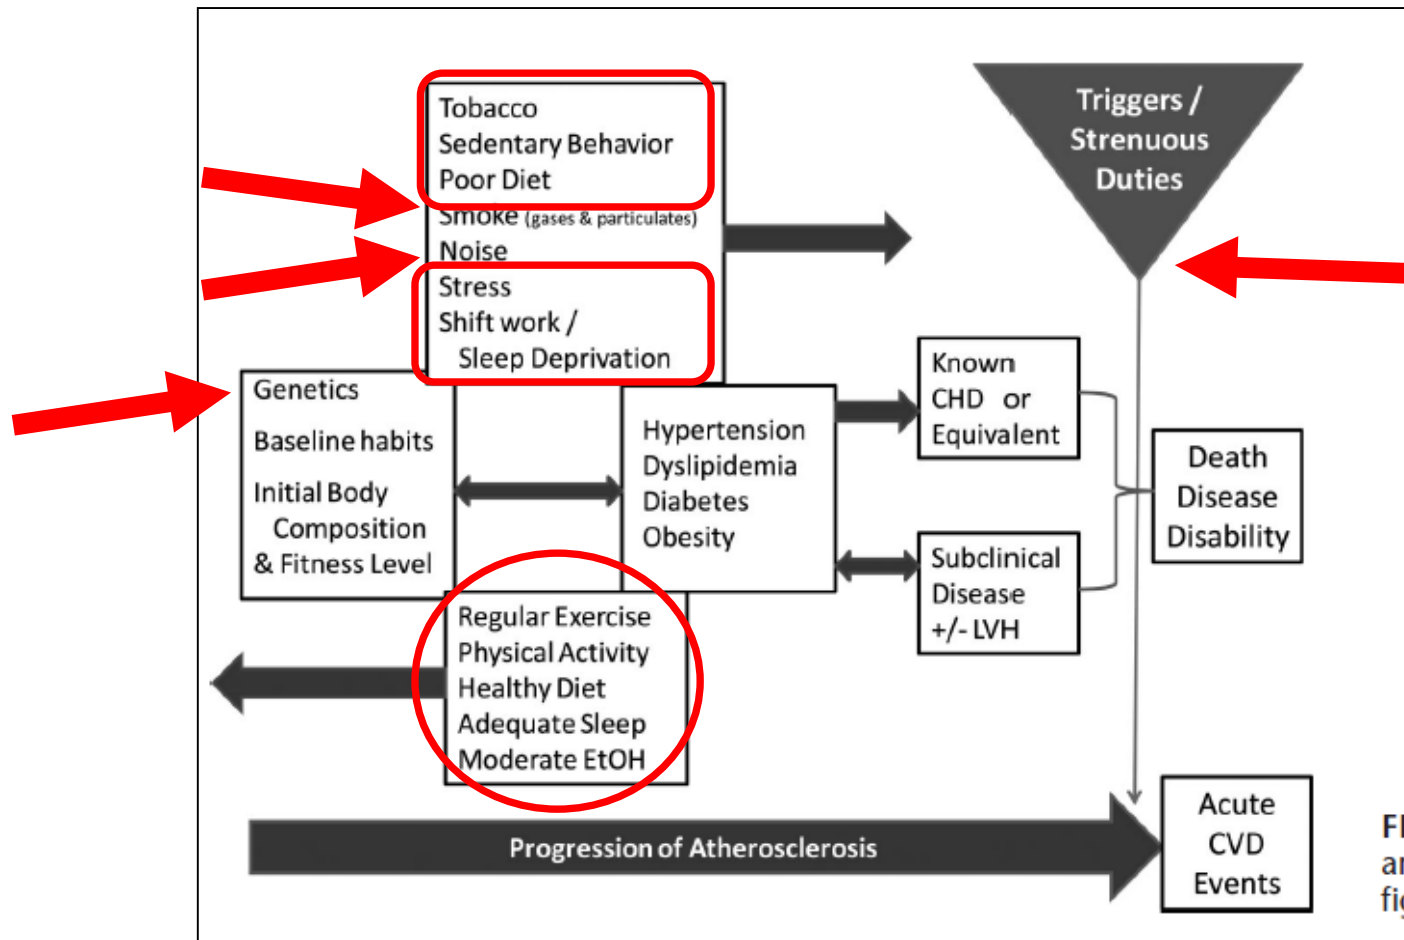 Tobacco
Sedentary Behavior
Poor Diet
Smoke (gases & particulates)
Noise
Stress
Shift work /
Sleep Deprivation
Triggers /
Strenuous
Duties
Genetics
Baseline habits
Initial Body
Composition
& Fitness Level
Hypertension
Dyslipidemia
Diabetes
Obesity
Known
CHD or
Equivalent
Subclinical
Disease
+/- LVH
Death
Disease
Disability
Regular Exercise
Physical Activity
Healthy Diet
Adequate Sleep
Moderate EtOH
Progression of Atherosclerosis
Acute
CVD
Events